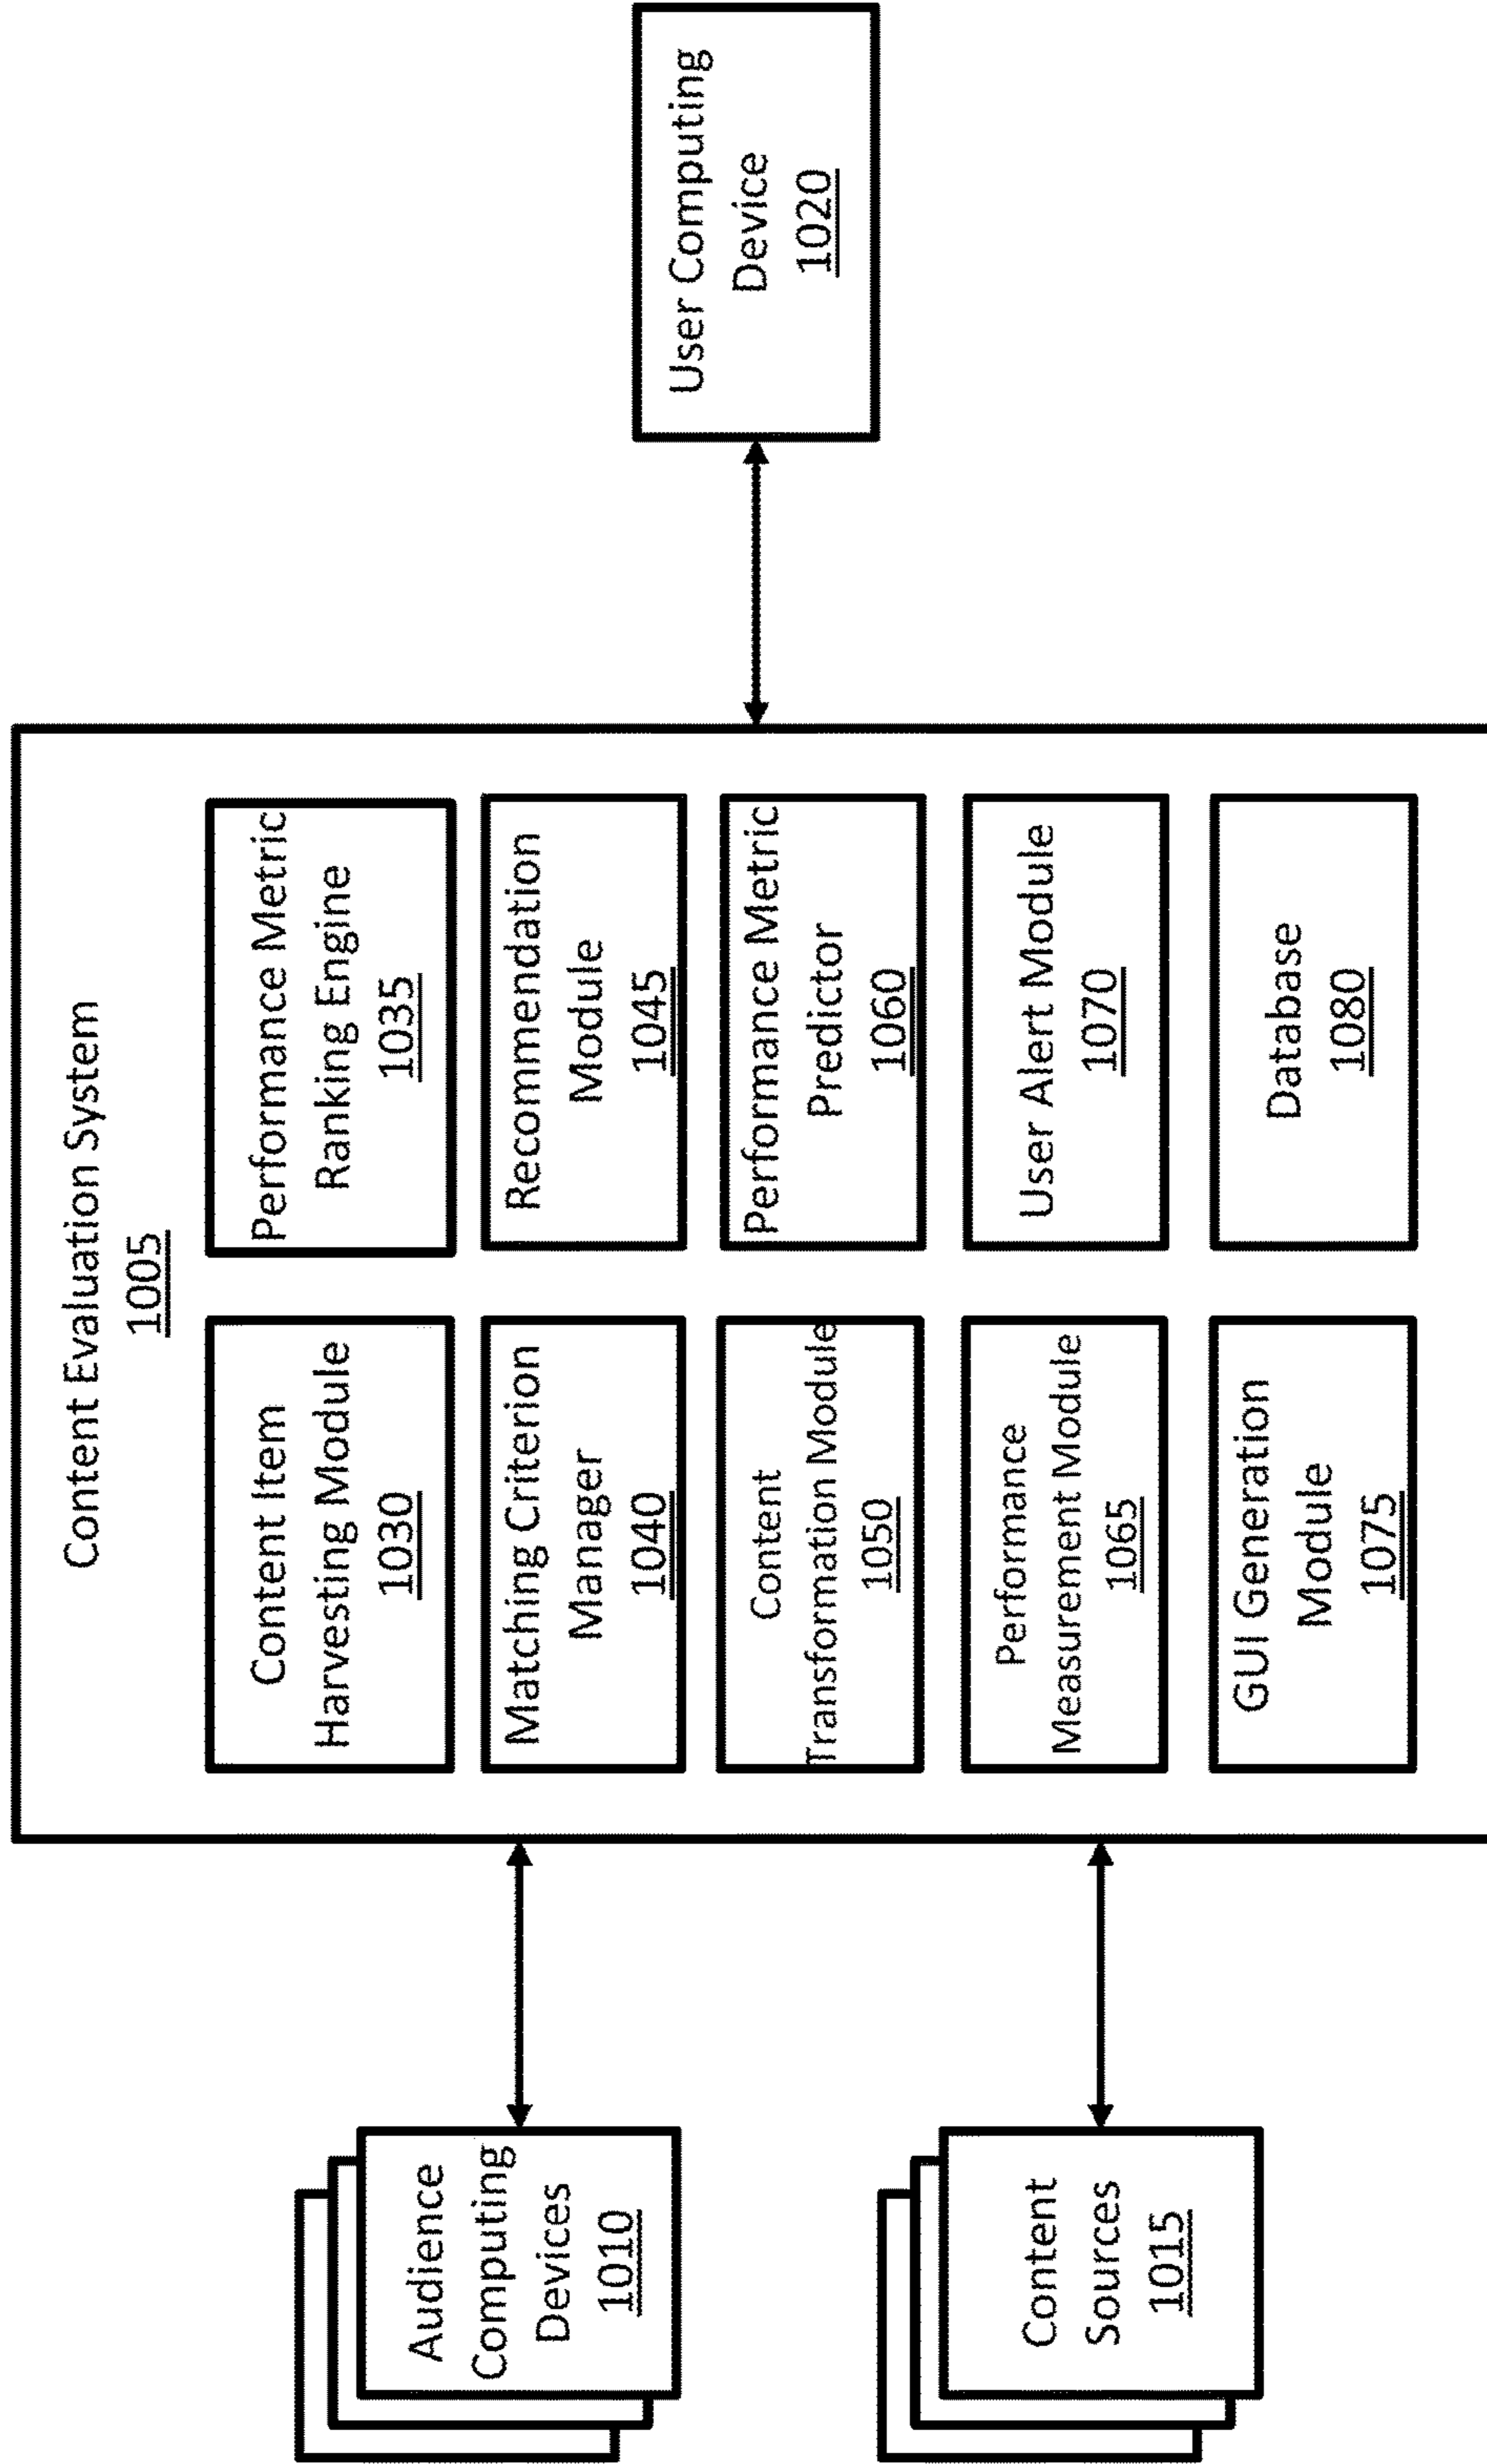 Content Evaluation System
1005
Audience
Computing
Devices
1010
Content
Sources
1015
Content Item
Harvesting Module
1030
Performance Metric
Ranking Engine
1035
Matching Criterion
Manager
1040
Recommendation
Module
1045
Content
Transformation Module
1050
Performance Metric
Predictor
1060
Performance
Measurement Module
1065
User Alert Module
1070
GUI Generation
Module
1075
Database
1080
User Computing
Device
1020